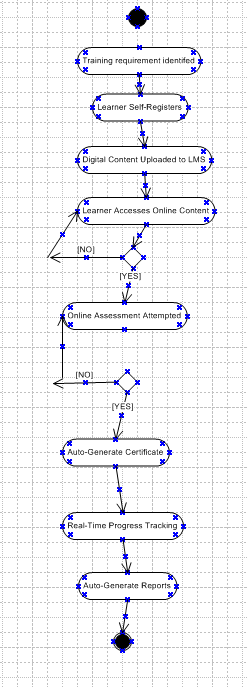 Training requirement identifed
Learner Self-Registers
Digital Content Uploaded to LMS
Learner Accesses Online Content
[NO]
[YES]
Online Assessment Attempted
[NO]
[YES]
Auto-Generate Certificate
Real-Time Progress Tracking
Auto-Generate Reports